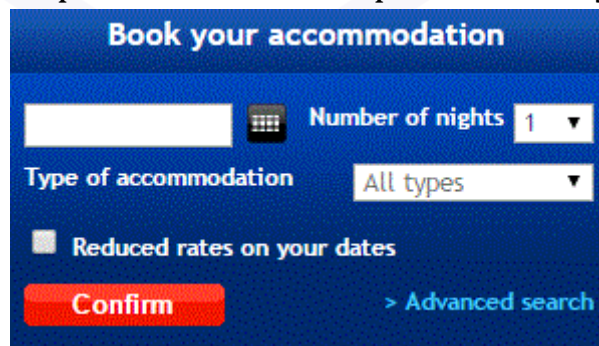 Book your accommodation
Number of nights 1
Type of accommodation All types
Reduced rates on your dates
Confirm > Advanced search